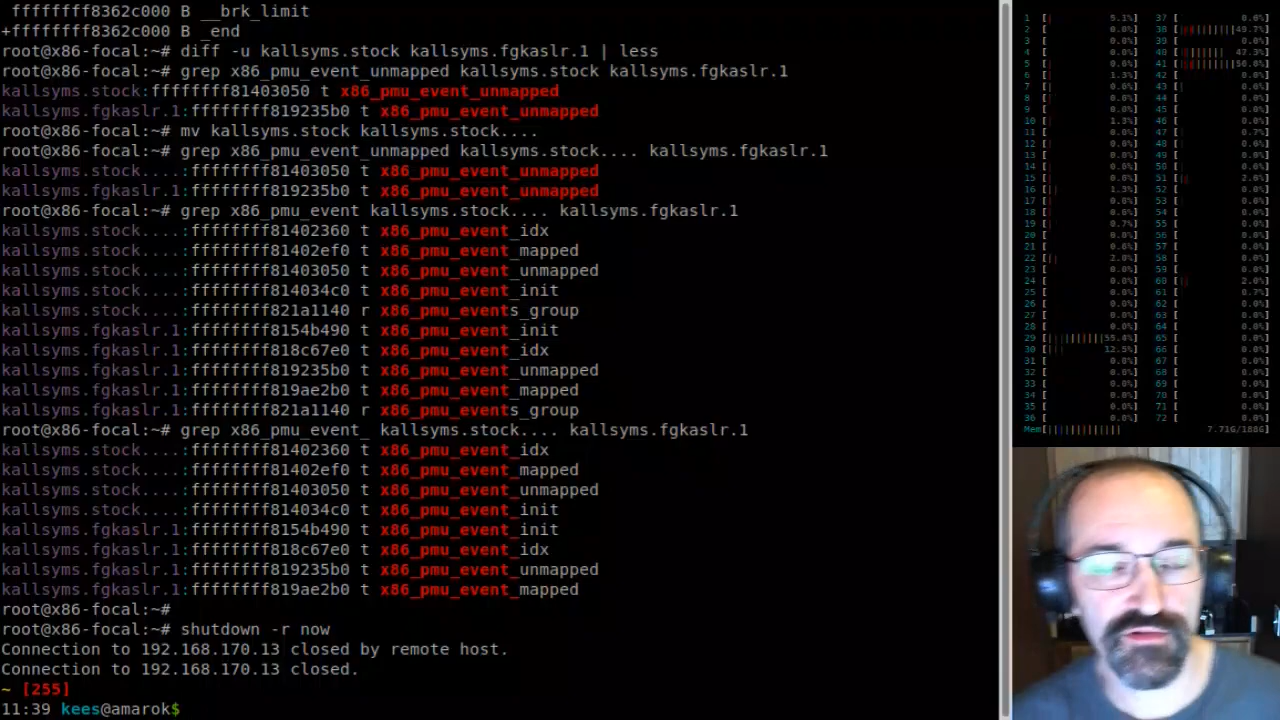 ffffffff8362c000 B __brk_limit
+ffffffff8362c000 B _end
root@x86-focal:~# diff -u kallsyms.stock kallsyms.fgkaslr.1 | less
root@x86-focal:~# grep x86_pmu_event_unmapped kallsyms.stock kallsyms.fgkaslr.1
kallsyms.stock:ffffffff81403050 t x86_pmu_event_unmapped
kallsyms.fgkaslr.1:ffffffff819235b0 t x86_pmu_event_unmapped
root@x86-focal:~# mv kallsyms.stock kallsyms.stock....
root@x86-focal:~# grep x86_pmu_event_unmapped kallsyms.stock.... kallsyms.fgkaslr.1
kallsyms.stock....:ffffffff81403050 t x86_pmu_event_unmapped
kallsyms.fgkaslr.1:ffffffff819235b0 t x86_pmu_event_unmapped
root@x86-focal:~# grep x86_pmu_event kallsyms.stock.... kallsyms.fgkaslr.1
kallsyms.stock....:ffffffff81402360 t x86_pmu_event_idx
kallsyms.stock....:ffffffff81402ef0 t x86_pmu_event_mapped
kallsyms.stock....:ffffffff81403050 t x86_pmu_event_unmapped
kallsyms.stock....:ffffffff814034c0 t x86_pmu_event_init
kallsyms.stock....:ffffffff821a1140 r x86_pmu_events_group
kallsyms.fgkaslr.1:ffffffff8154b490 t x86_pmu_event_init
kallsyms.fgkaslr.1:ffffffff818c67e0 t x86_pmu_event_idx
kallsyms.fgkaslr.1:ffffffff819235b0 t x86_pmu_event_unmapped
kallsyms.fgkaslr.1:ffffffff819ae2b0 t x86_pmu_event_mapped
kallsyms.fgkaslr.1:ffffffff821a1140 r x86_pmu_events_group
root@x86-focal:~# grep x86_pmu_event_ kallsyms.stock.... kallsyms.fgkaslr.1
kallsyms.stock....:ffffffff81402360 t x86_pmu_event_idx
kallsyms.stock....:ffffffff81402ef0 t x86_pmu_event_mapped
kallsyms.stock....:ffffffff81403050 t x86_pmu_event_unmapped
kallsyms.stock....:ffffffff814034c0 t x86_pmu_event_init
kallsyms.fgkaslr.1:ffffffff8154b490 t x86_pmu_event_init
kallsyms.fgkaslr.1:ffffffff818c67e0 t x86_pmu_event_idx
kallsyms.fgkaslr.1:ffffffff819235b0 t x86_pmu_event_unmapped
kallsyms.fgkaslr.1:ffffffff819ae2b0 t x86_pmu_event_mapped
root@x86-focal:~#
root@x86-focal:~# shutdown -r now
Connection to 192.168.170.13 closed by remote host.
Connection to 192.168.170.13 closed.
~ [255]
11:39 kees@amarok$
Mem[ 7.71G/188G]